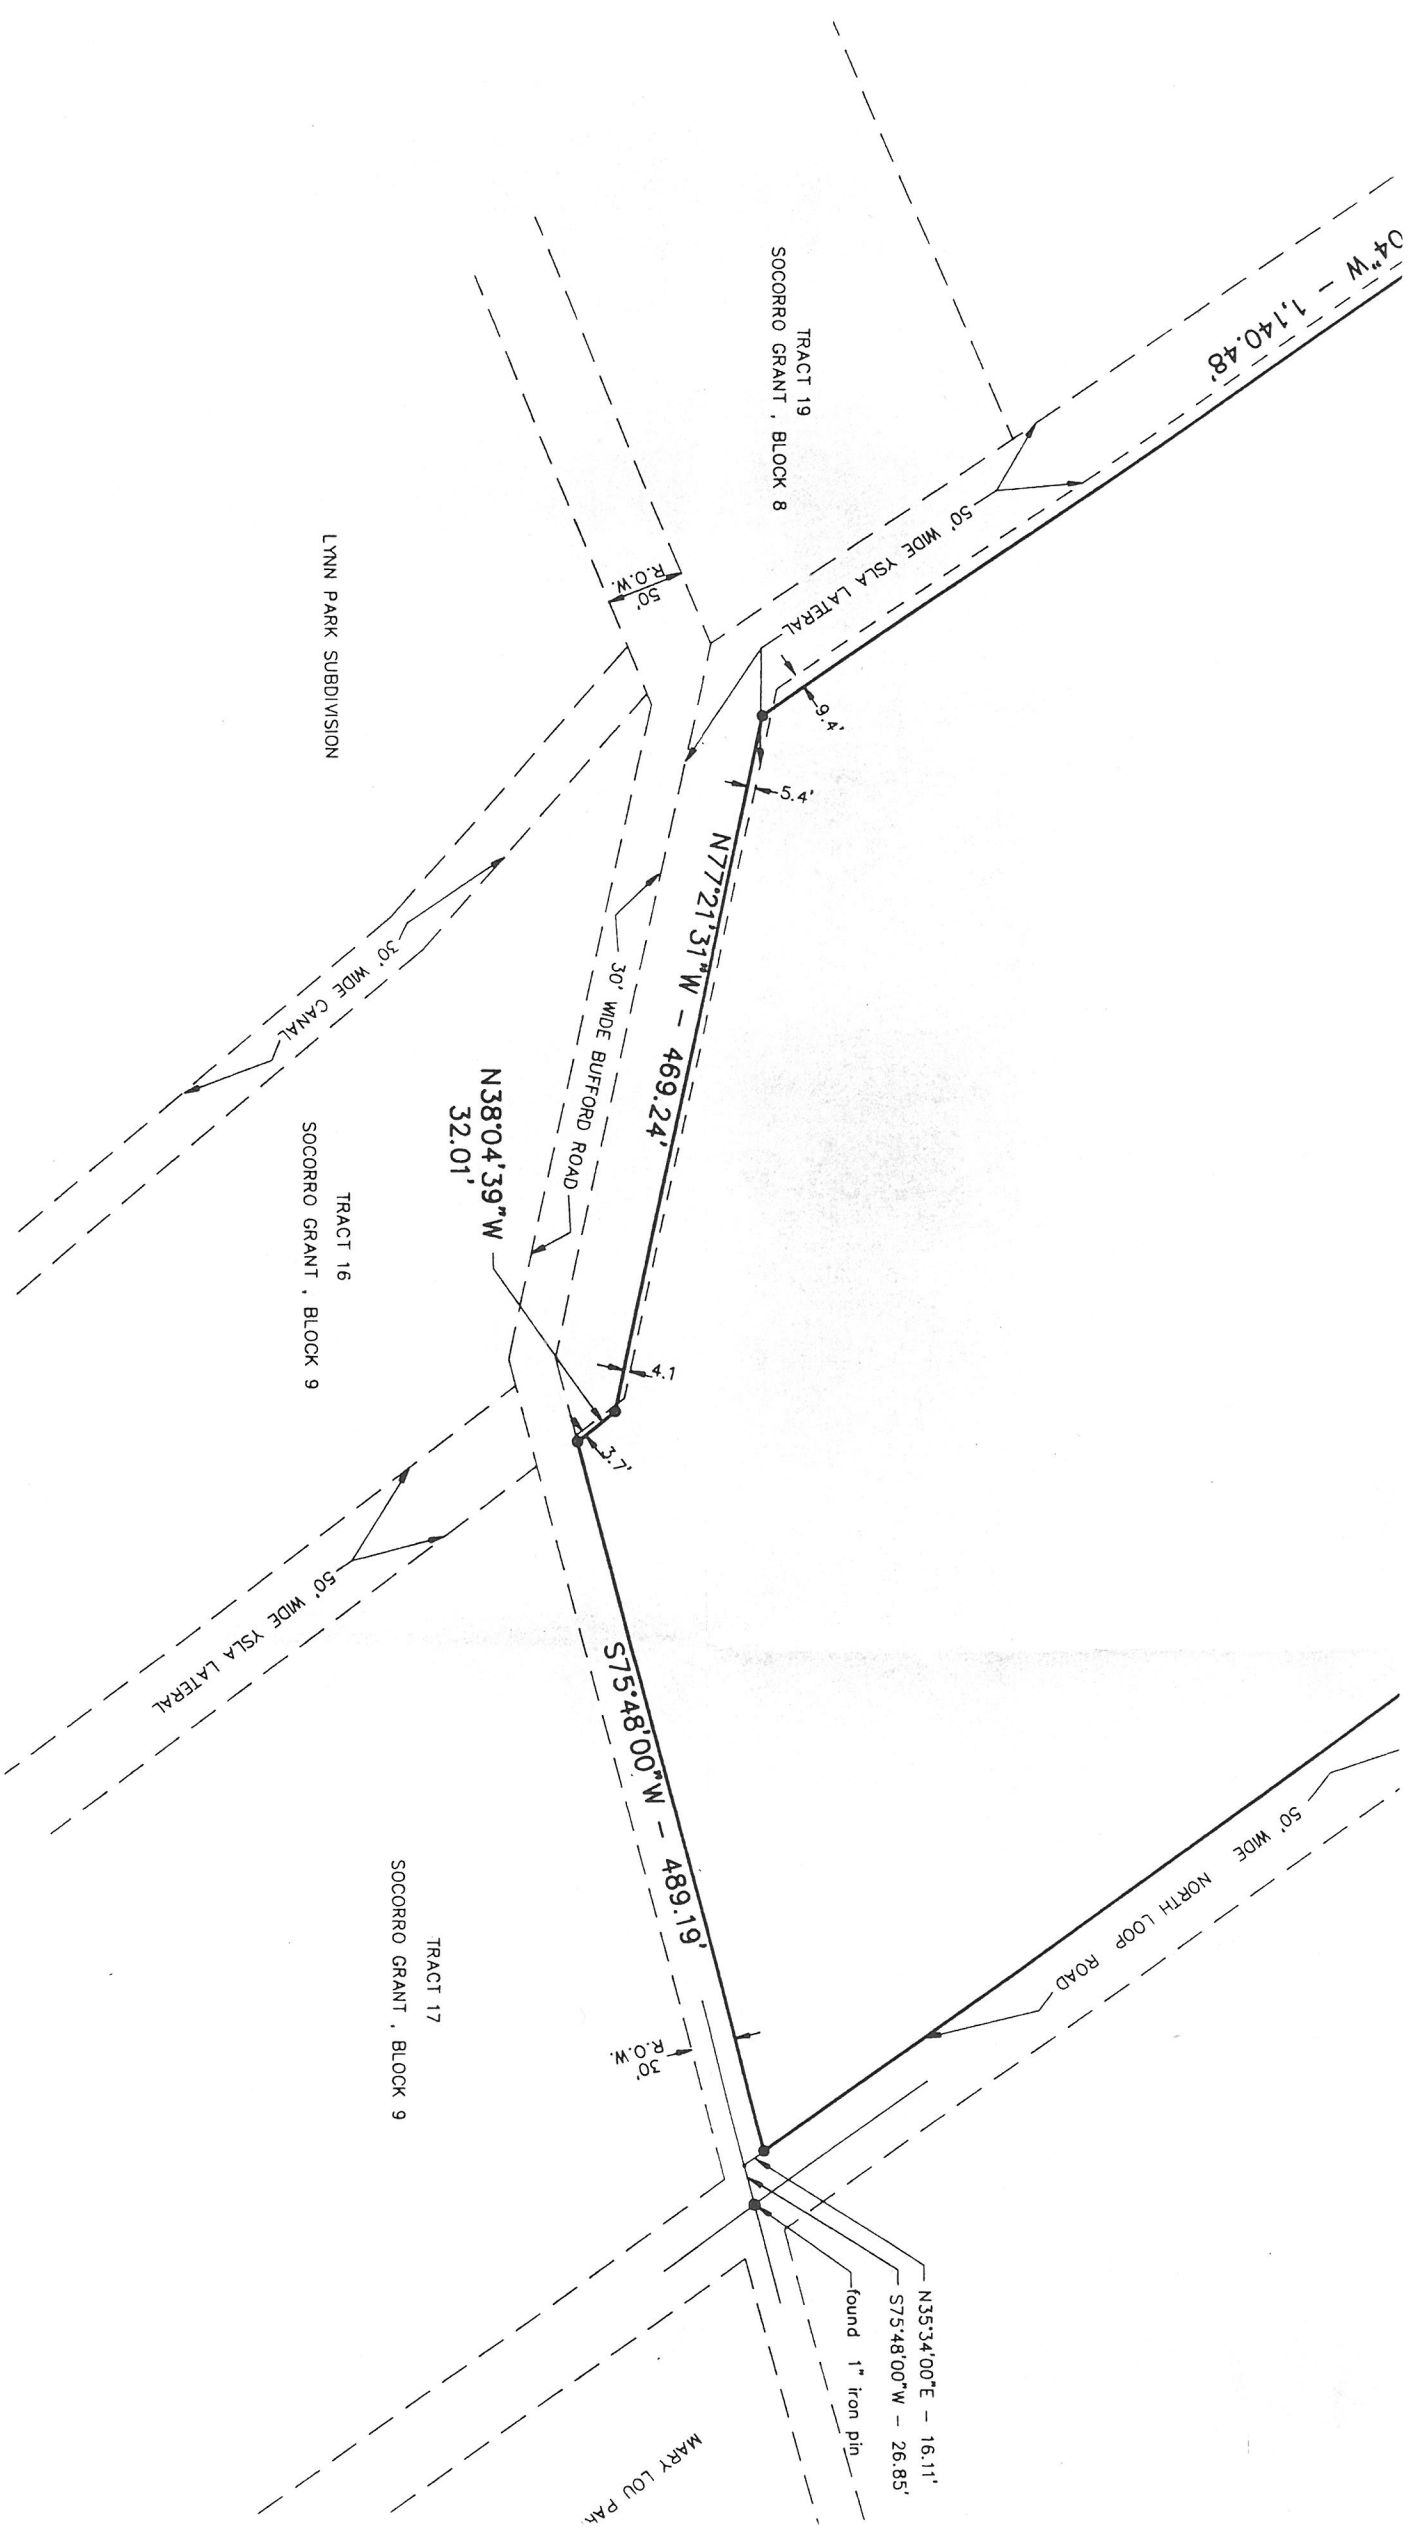 04"W – 1,140.48'
TRACT 19
SOCORRO GRANT , BLOCK 8
50' WIDE YSLA LATERAL
50'
R.O.W.
9.4'
5.4'
LYNN PARK SUBDIVISION
N77°21'31"W – 469.24'
30' WIDE BUFFORD ROAD
30' WIDE CANAL
N38°04'39"W
32.01'
TRACT 16
SOCORRO GRANT , BLOCK 9
4.1
3.7'
50' WIDE YSLA LATERAL
S75°48'00"W – 489.19'
50' WIDE NORTH LOOP ROAD
TRACT 17
SOCORRO GRANT , BLOCK 9
30'
R.O.W.
N35°34'00"E – 16.11'
S75°48'00"W – 26.85'
found 1" iron pin
MARY LOU PAR